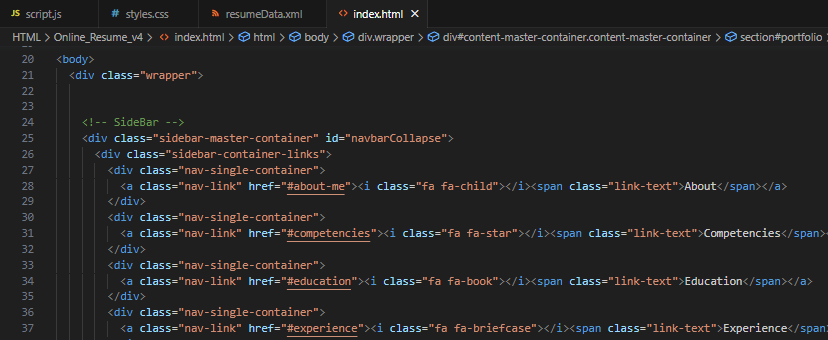 script.js styles.css resumeData.xml index.html
HTML > Online_Resume_v4 > index.html > html > body > div.wrapper > div#content-master-container.content-master-container > section#portfolio
20 <body>
21 <div class="wrapper">
22
23
24 <!-- SideBar -->
25 <div class="sidebar-master-container" id="navbarCollapse">
26 <div class="sidebar-container-links">
27 <div class="nav-single-container">
28 <a class="nav-link" href="#about-me"><i class="fa fa-child"></i><span class="link-text">About</span></a>
29 </div>
30 <div class="nav-single-container">
31 <a class="nav-link" href="#competencies"><i class="fa fa-star"></i><span class="link-text">Competencies</span>
32 </div>
33 <div class="nav-single-container">
34 <a class="nav-link" href="#education"><i class="fa fa-book"></i><span class="link-text">Education</span></a>
35 </div>
36 <div class="nav-single-container">
37 <a class="nav-link" href="#experience"><i class="fa fa-briefcase"></i><span class="link-text">Experience</span>